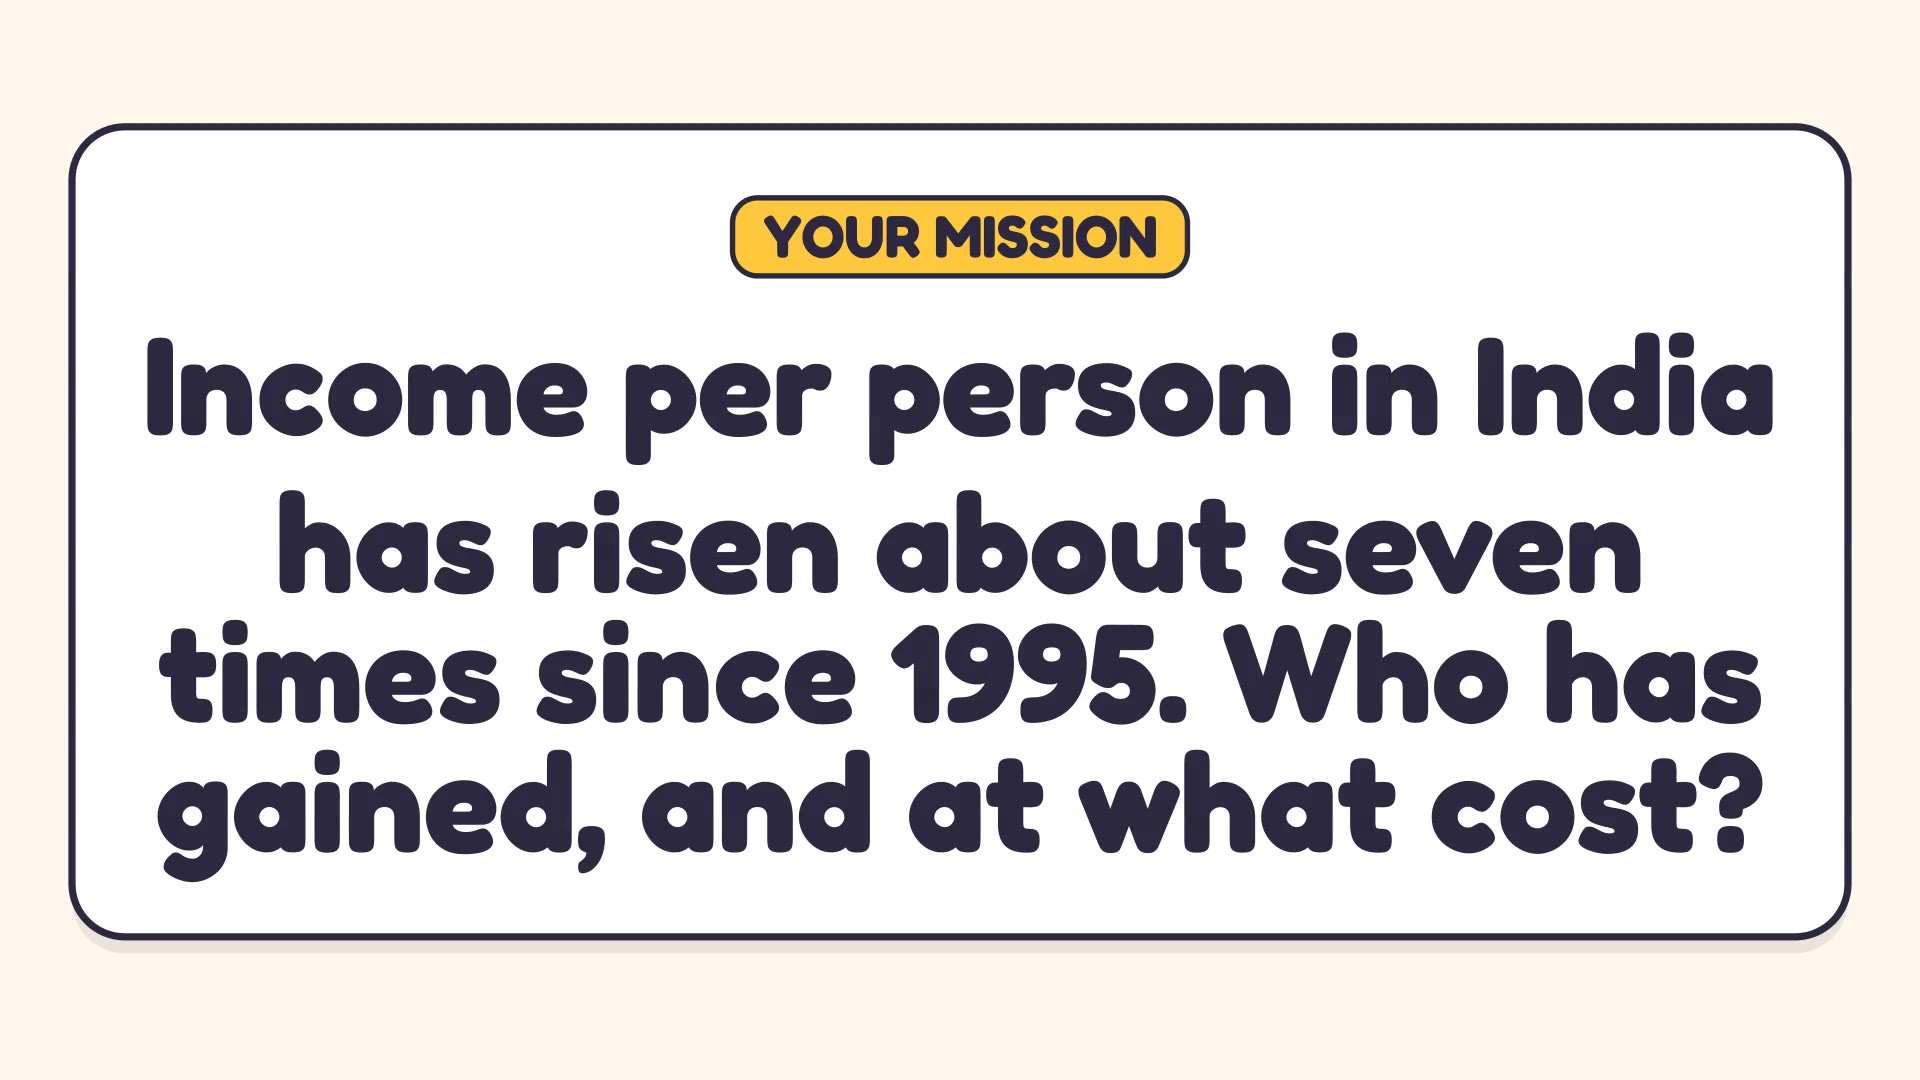 YOUR MISSION
Income per person in India
has risen about seven
times since 1995. Who has
gained, and at what cost?